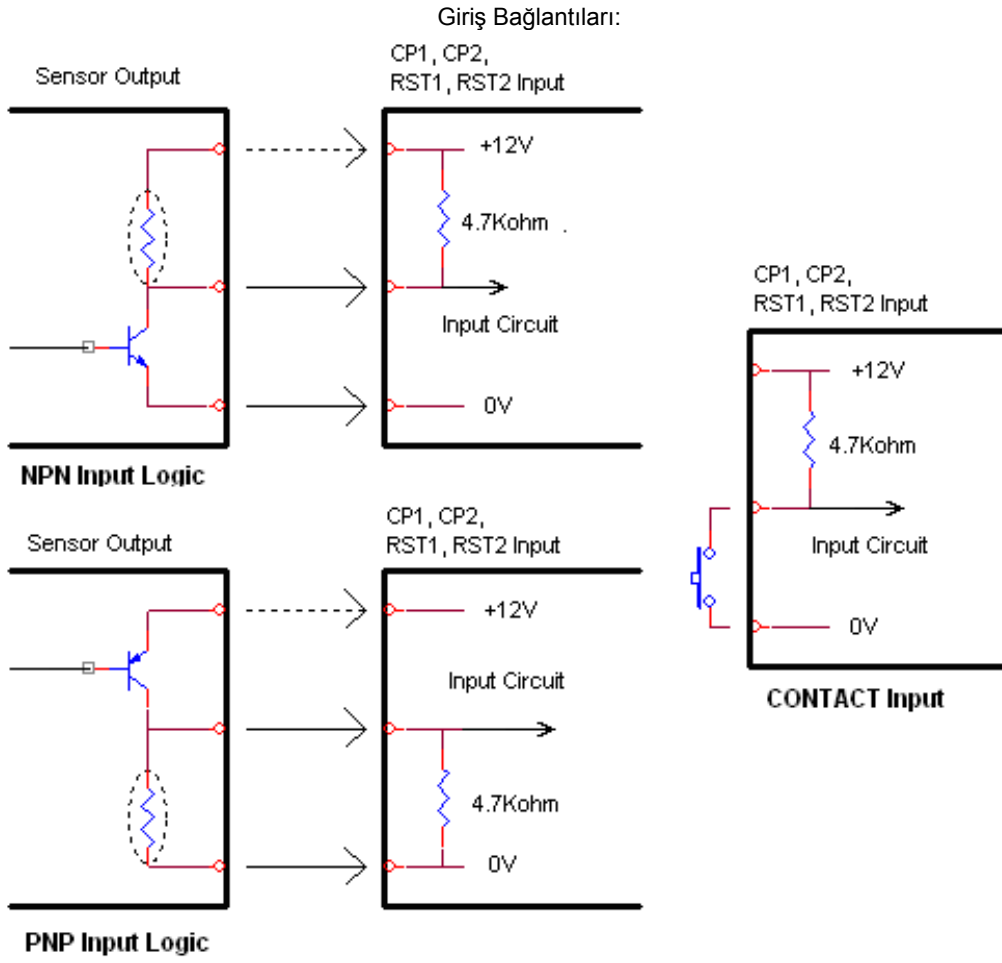 Giriş Bağlantıları:
Sensor Output
CP1, CP2,
RST1, RST2 Input
+12V
4.7Kohm
Input Circuit
0V
NPN Input Logic
Sensor Output
CP1, CP2,
RST1, RST2 Input
+12V
Input Circuit
4.7Kohm
0V
PNP Input Logic
CP1, CP2,
RST1, RST2 Input
+12V
4.7Kohm
Input Circuit
0V
CONTACT Input